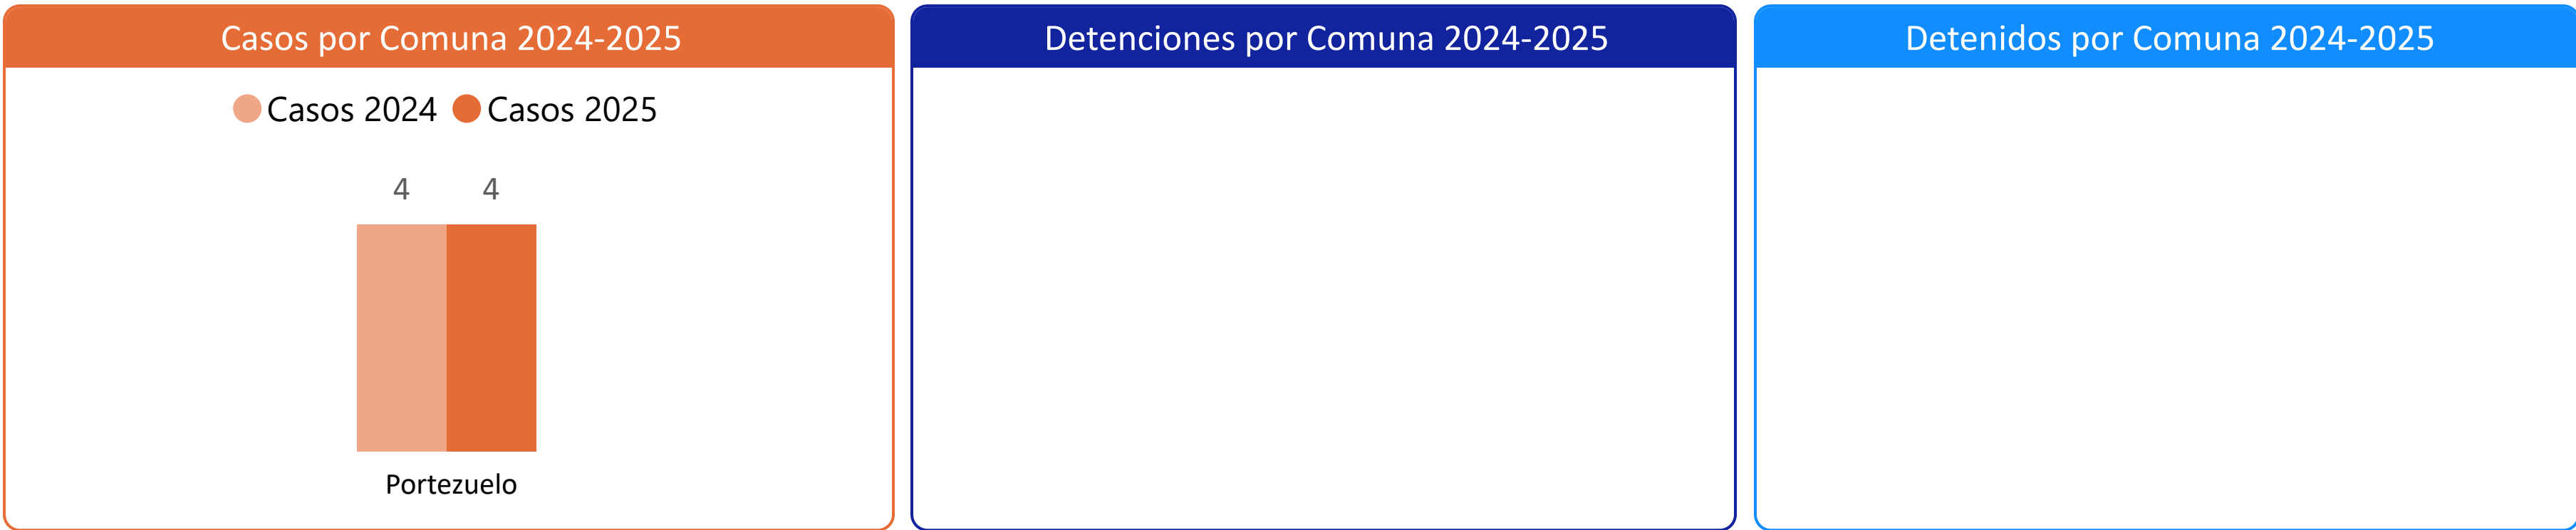 Casos por Comuna 2024-2025
Casos 2024 Casos 2025
4 4
Portezuelo
Detenciones por Comuna 2024-2025
Detenidos por Comuna 2024-2025